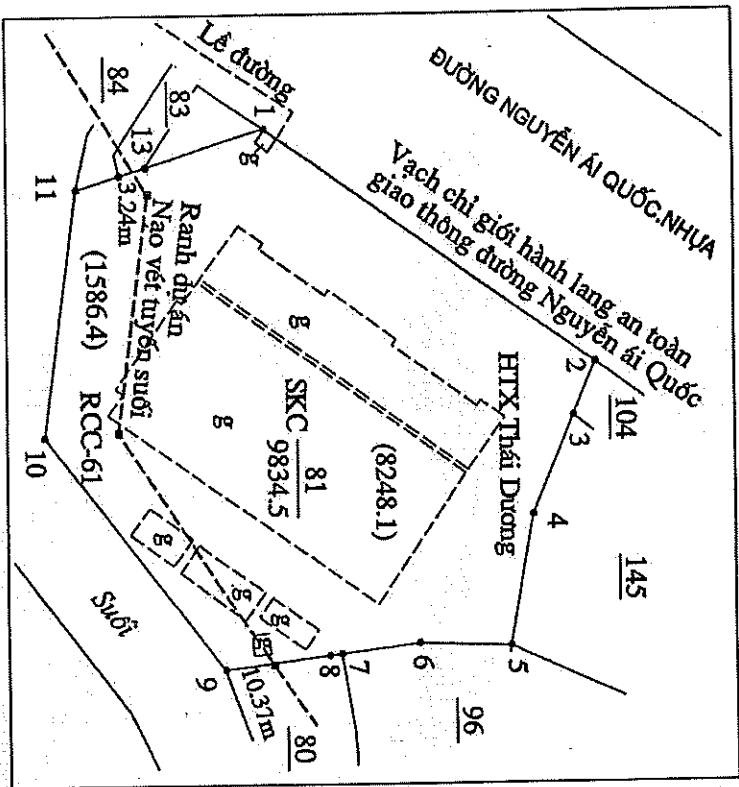 ĐƯỜNG NGUYỄN ÁI QUỐC.NHỰA
Vạch chỉ giới hành lang an toàn
giao thông đường Nguyễn ái Quốc
Lề đường
1
g
2
104
3
HTX Thái Dương
4
145
5
6
96
7
8
80
10.37m
9
84
83
13
3.24m
11
Ranh dự án
Nạo vét tuyến suối
(1586.4)
RCC-61
10
g
g
SKC
81
9834.5
(8248.1)
g
g
g
g
Suối